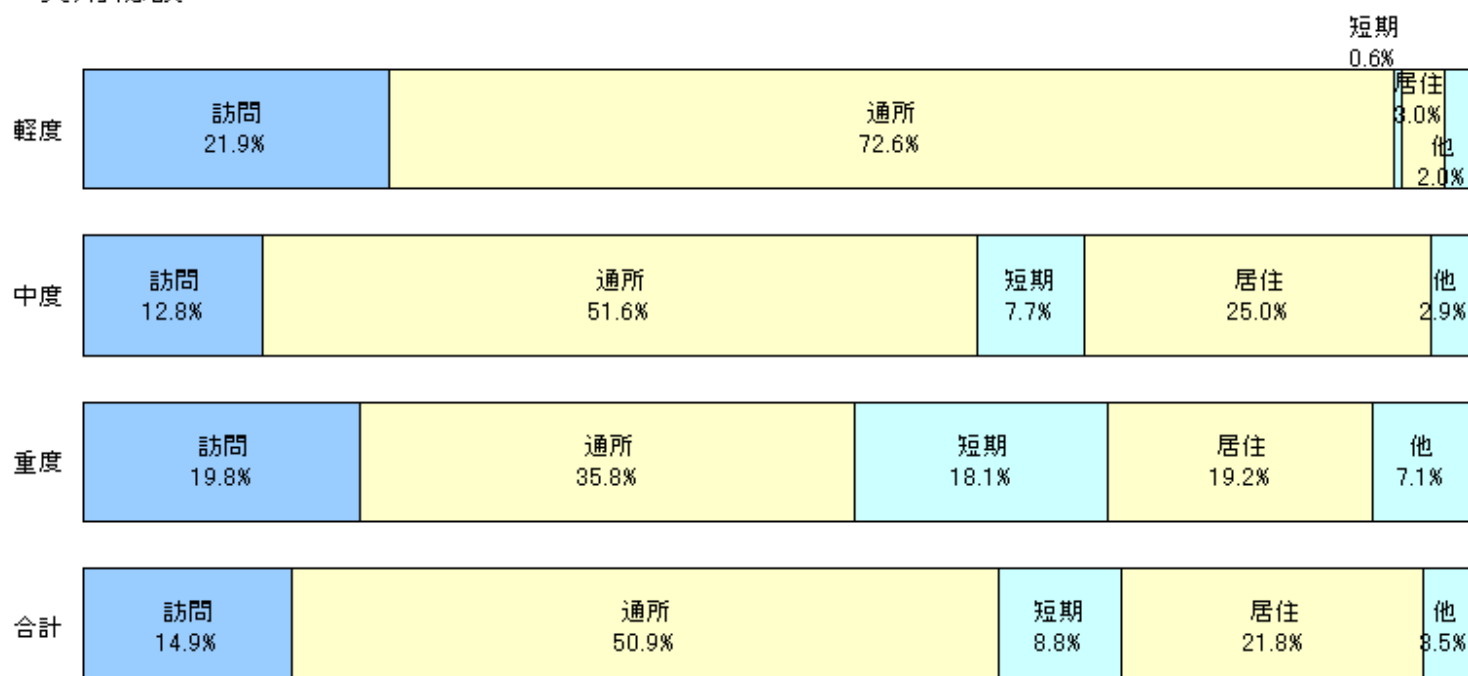 短期
0.6%
軽度
訪問
21.9%
通所
72.6%
居住
3.0%
他
2.0%
中度
訪問
12.8%
通所
51.6%
短期
7.7%
居住
25.0%
他
2.9%
重度
訪問
19.8%
通所
35.8%
短期
18.1%
居住
19.2%
他
7.1%
合計
訪問
14.9%
通所
50.9%
短期
8.8%
居住
21.8%
他
3.5%